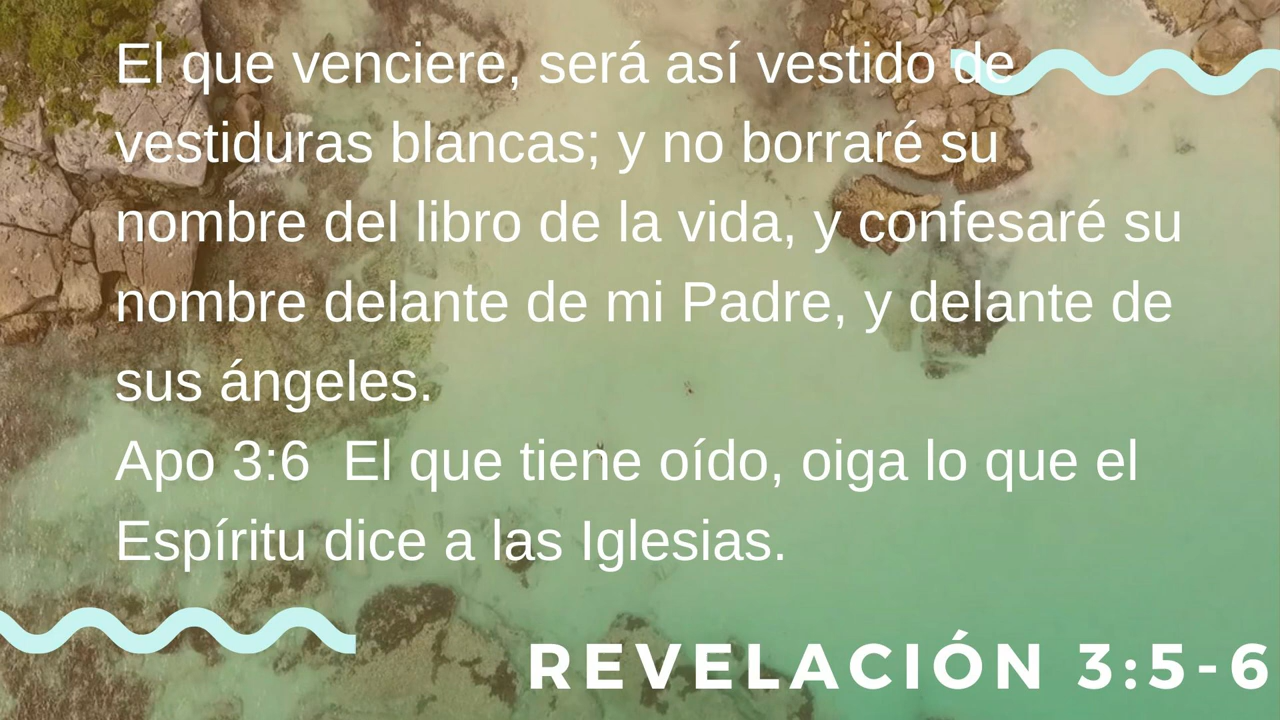 El que venciere, será así vestido de
vestiduras blancas; y no borraré su
nombre del libro de la vida, y confesaré su
nombre delante de mi Padre, y delante de
sus ángeles.
Apo 3:6  El que tiene oído, oiga lo que el
Espíritu dice a las Iglesias.
REVELACIÓN 3:5-6